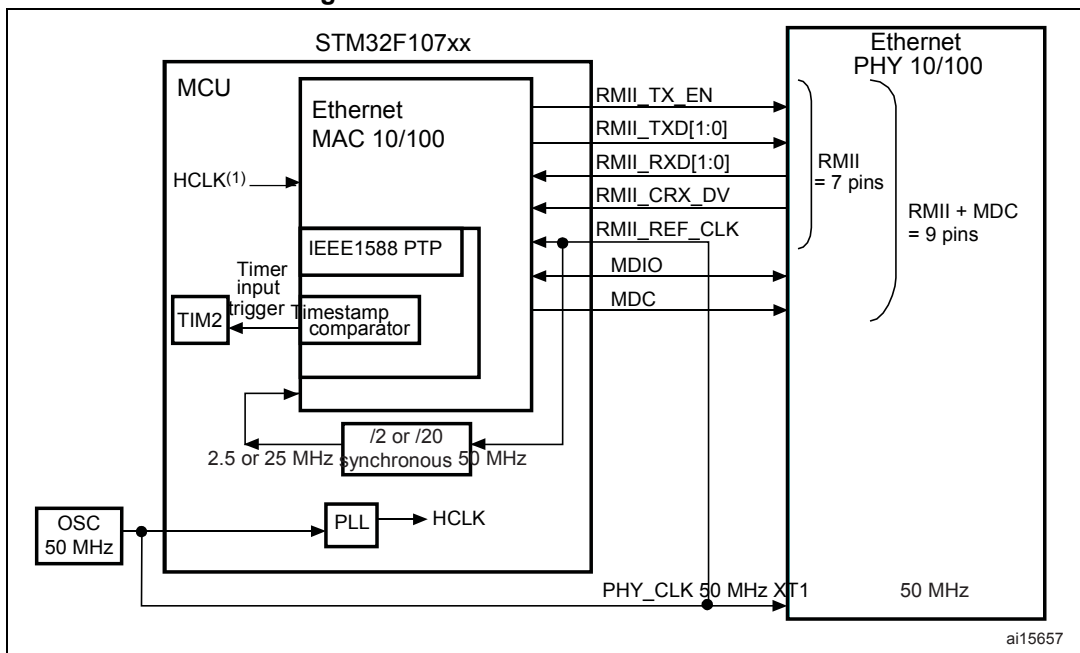 g
STM32F107xx
MCU
Ethernet
MAC 10/100
HCLK(1)
IEEE1588 PTP
Timer
input
trigger
TIM2
Timestamp
comparator
/2 or /20
synchronous
2.5 or 25 MHz
50 MHz
OSC
50 MHz
PLL
HCLK
RMII_TX_EN
RMII_TXD[1:0]
RMII_RXD[1:0]
RMII_CRX_DV
RMII_REF_CLK
MDIO
MDC
Ethernet
PHY 10/100
RMII
= 7 pins
RMII + MDC
= 9 pins
PHY_CLK 50 MHz XT1
50 MHz
ai15657